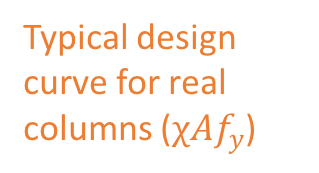 Typical design
curve for real
columns (χAf_y)